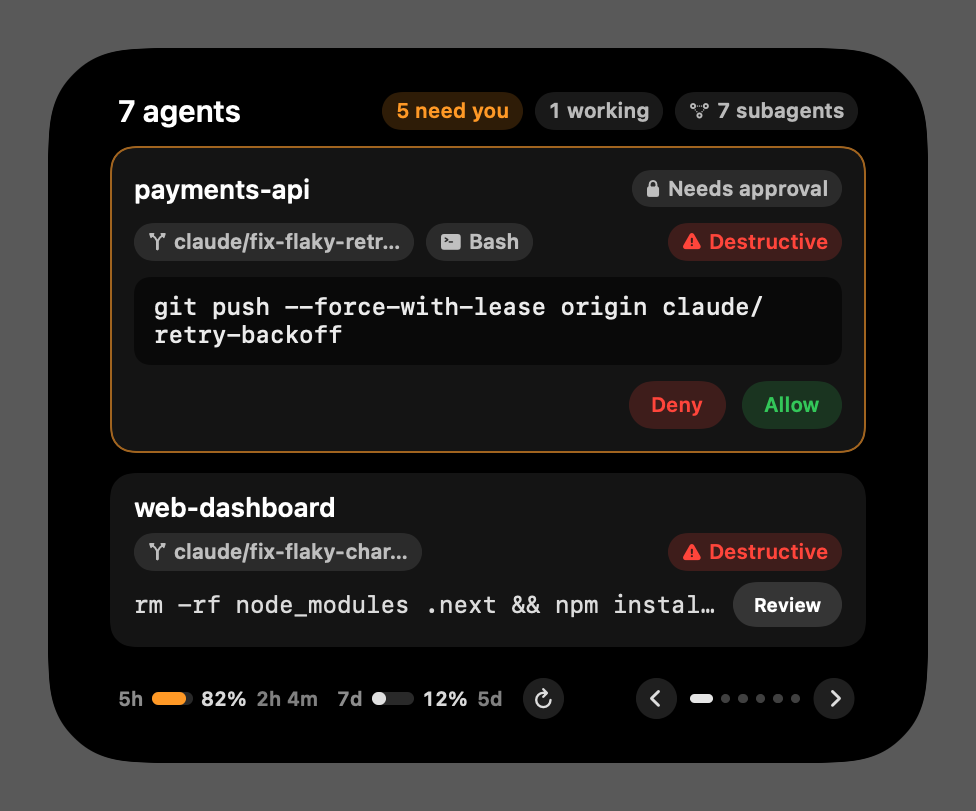 7 agents 5 need you 1 working 7 subagents
payments-api Needs approval
claude/fix-flaky-retr... Bash Destructive
git push --force-with-lease origin claude/
retry-backoff
Deny Allow
web-dashboard
claude/fix-flaky-char... Destructive
rm -rf node_modules .next && npm instal… Review
5h 82% 2h 4m 7d 12% 5d